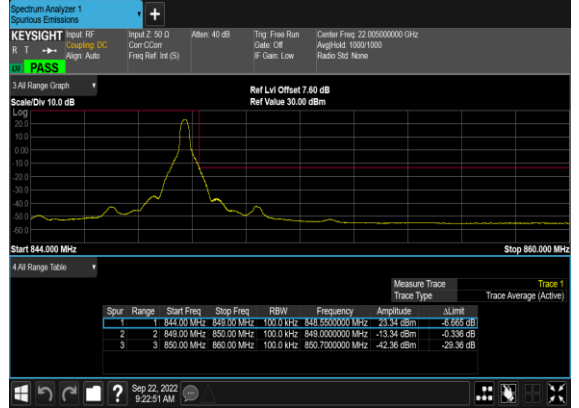 Spectrum Analyzer 1
Spurious Emissions
+
KEYSIGHT Input: RF Input Z: 50 Ω Atten: 40 dB Trig: Free Run Center Freq: 22.005000000 GHz
R T Coupling: DC Corr CCorr Gate: Off Avg|Hold: 1000/1000
Align: Auto Freq Ref: Int (S) IF Gain: Low Radio Std: None
PASS
3 All Range Graph
Ref Lvl Offset 7.60 dB
Scale/Div 10.0 dB Ref Value 30.00 dBm
Log
20.0
10.0
0.00
-10.0
-20.0
-30.0
-40.0
-50.0
-60.0
Start 844.000 MHz Stop 860.000 MHz
4 All Range Table
Measure Trace Trace 1
Trace Type Trace Average (Active)
Spur Range Start Freq Stop Freq RBW Frequency Amplitude ΔLimit
1 1 844.00 MHz 849.00 MHz 100.0 kHz 848.5500000 MHz 23.34 dBm -6.665 dB
2 2 849.00 MHz 850.00 MHz 100.0 kHz 849.0000000 MHz -13.34 dBm -0.336 dB
3 3 850.00 MHz 860.00 MHz 100.0 kHz 850.7000000 MHz -42.36 dBm -29.36 dB
? Sep 22, 2022
9:22:51 AM